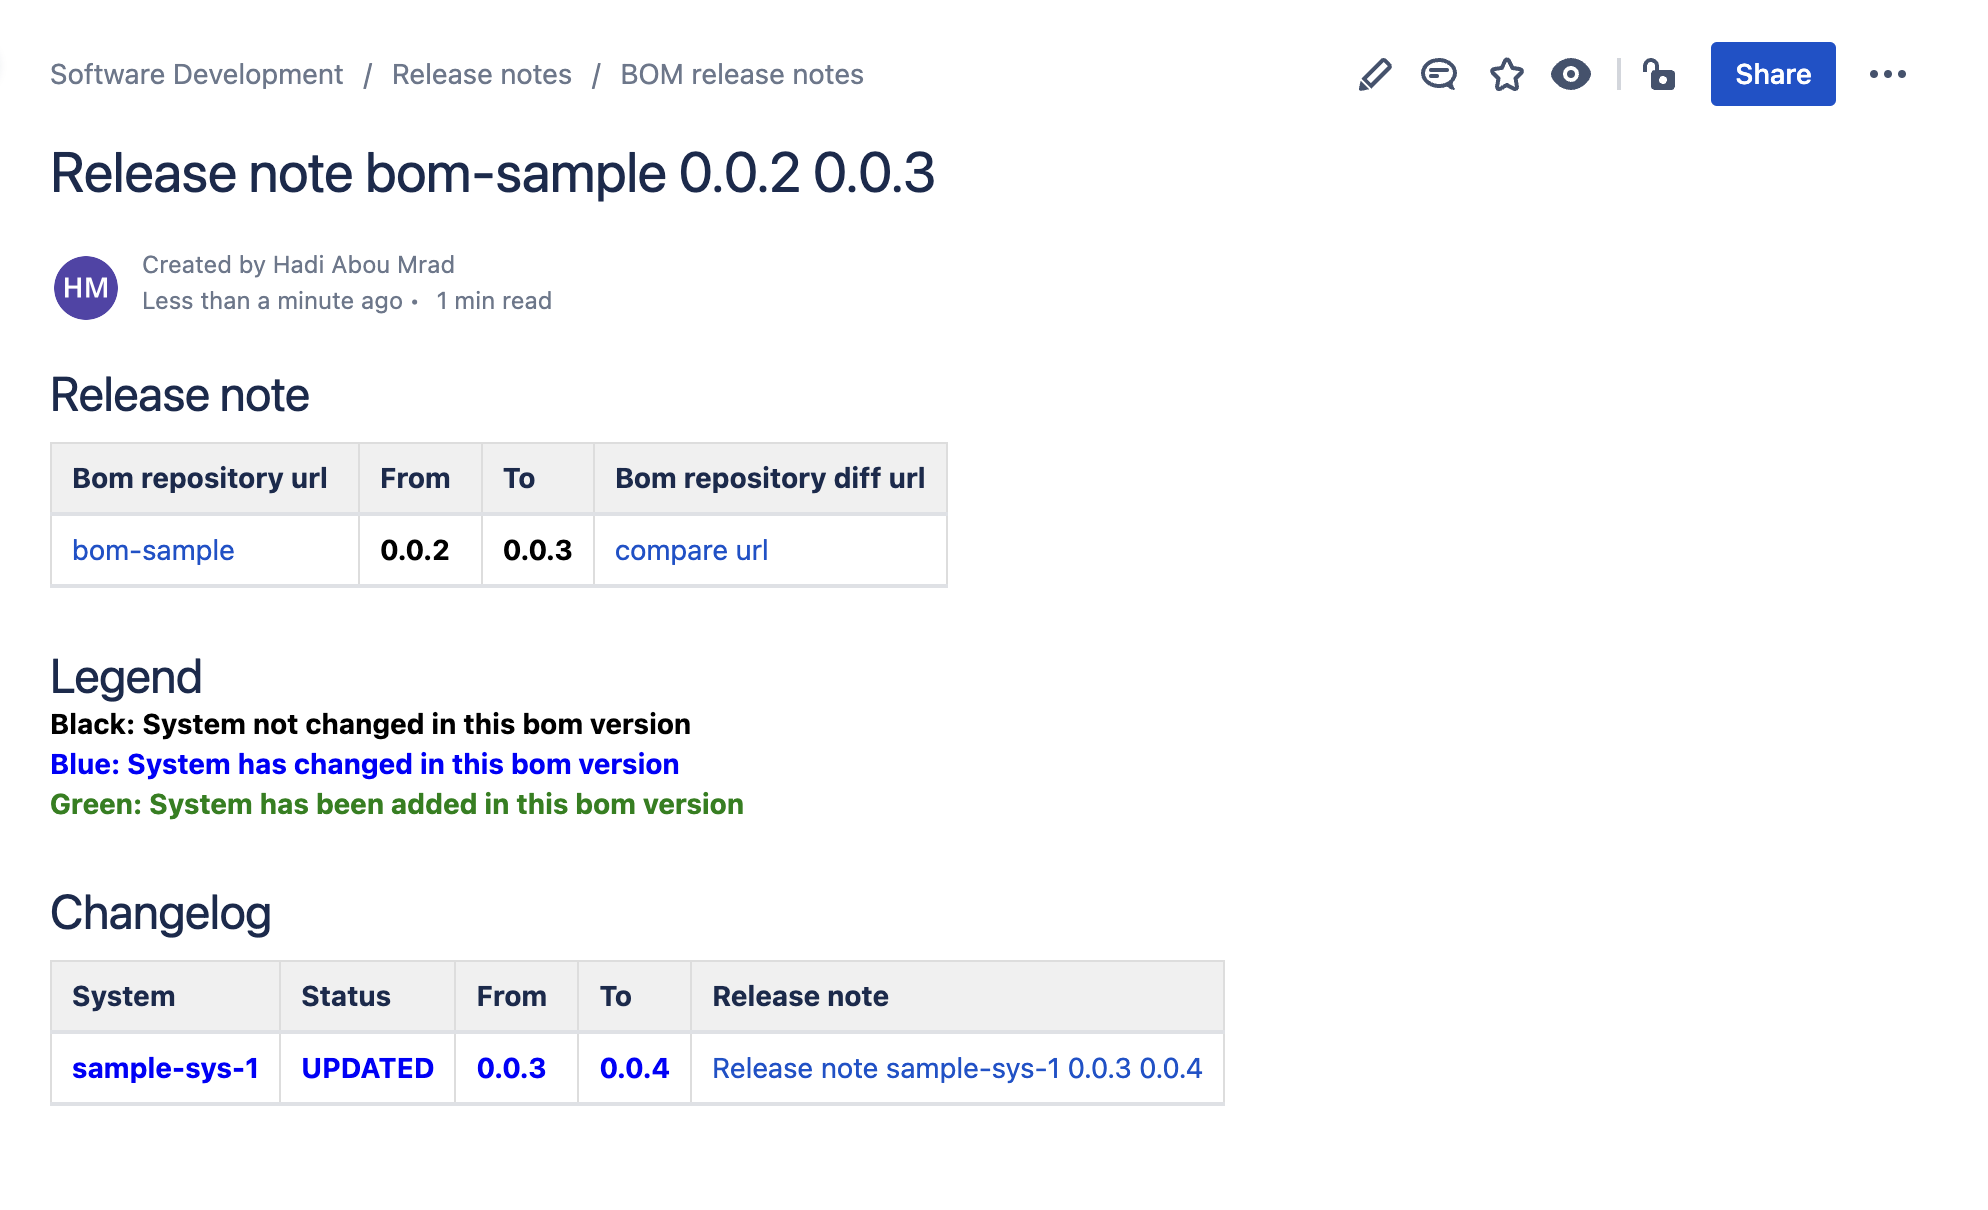 Software Development / Release notes / BOM release notes
Share
Release note bom-sample 0.0.2 0.0.3
HM
Created by Hadi Abou Mrad
Less than a minute ago • 1 min read
Release note
Bom repository url From To Bom repository diff url
bom-sample 0.0.2 0.0.3 compare url
Legend
Black: System not changed in this bom version
Blue: System has changed in this bom version
Green: System has been added in this bom version
Changelog
System Status From To Release note
sample-sys-1 UPDATED 0.0.3 0.0.4 Release note sample-sys-1 0.0.3 0.0.4